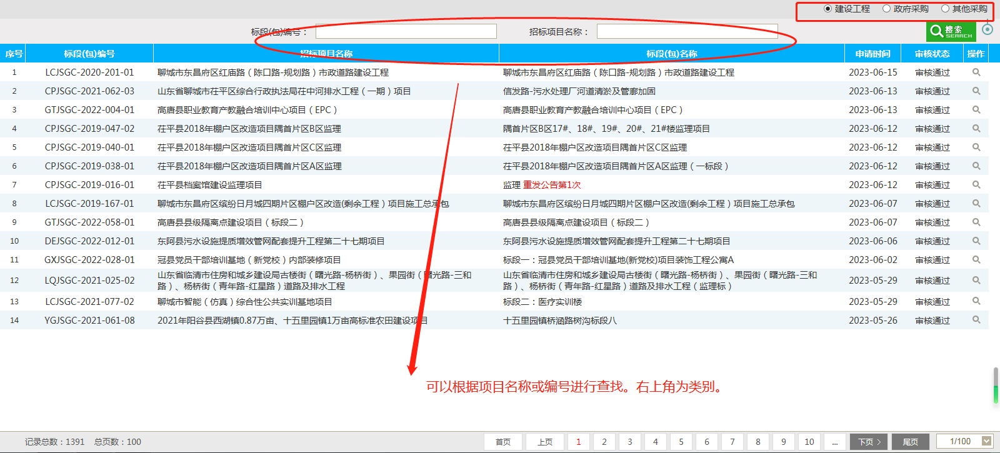 建设工程 政府采购 其他采购
标段(包)编号： 招标项目名称： 搜索 SEARCH
序号 标段(包)编号 招标项目名称 标段(包)名称 申请时间 审核状态 操作
1 LCJSGC-2020-201-01 聊城市东昌府区红庙路（陈口路-规划路）市政道路建设工程 聊城市东昌府区红庙路（陈口路-规划路）市政道路建设工程 2023-06-15 审核通过
2 CPJSGC-2021-062-03 山东省聊城市茌平区综合行政执法局茌中河排水工程（一期）项目 信发路-污水处理厂河道清淤及管廊加固 2023-06-13 审核通过
3 GTJSGC-2022-004-01 高唐县职业教育产教融合培训中心项目（EPC） 高唐县职业教育产教融合培训中心项目（EPC） 2023-06-13 审核通过
4 CPJSGC-2019-047-02 茌平县2018年棚户区改造项目隅首片区B区监理 隅首片区B区17#、18#、19#、20#、21#楼监理项目 2023-06-12 审核通过
5 CPJSGC-2019-040-01 茌平县2018年棚户区改造项目隅首片区C区监理 茌平县2018年棚户区改造项目隅首片区C区监理 2023-06-12 审核通过
6 CPJSGC-2019-038-01 茌平县2018年棚户区改造项目隅首片区A区监理 茌平县2018年棚户区改造项目隅首片区A区监理（一标段） 2023-06-12 审核通过
7 CPJSGC-2019-016-01 茌平县档案馆建设监理项目 监理 重发公告第1次 2023-06-12 审核通过
8 LCJSGC-2019-167-01 聊城市东昌府区缤纷日月城四期片区棚户区改造(剩余工程）项目施工总承包 聊城市东昌府区缤纷日月城四期片区棚户区改造(剩余工程）项目施工总承包 2023-06-07 审核通过
9 GTJSGC-2022-058-01 高唐县县级隔离点建设项目（标段二） 高唐县县级隔离点建设项目（标段二） 2023-06-07 审核通过
10 DEJSGC-2022-012-01 东阿县污水设施提质增效管网配套提升工程第二十七期项目 东阿县污水设施提质增效管网配套提升工程第二十七期项目 2023-06-06 审核通过
11 GXJSGC-2022-028-01 冠县党员干部培训基地（新党校）内部装修项目 标段一：冠县党员干部培训基地(新党校)项目装饰工程公寓A 2023-06-02 审核通过
12 LQJSGC-2021-025-02 山东省临清市住房和城乡建设局古楼街（曙光路-杨桥街）、果园街（曙光路-三和路）、杨桥街（青年路-红星路）道路及排水工程 山东省临清市住房和城乡建设局古楼街（曙光路-杨桥街）、果园街（曙光路-三和路）、杨桥街（青年路-红星路）道路及排水工程（监理标） 2023-05-29 审核通过
13 LCJSGC-2021-077-02 聊城市智能（仿真）综合性公共实训基地项目 标段二：医疗实训楼 2023-05-29 审核通过
14 YGJSGC-2021-061-08 2021年阳谷县西湖镇0.87万亩、十五里园镇1万亩高标准农田建设项目 十五里园镇桥涵路树沟标段八 2023-05-26 审核通过
可以根据项目名称或编号进行查找。右上角为类别。
记录总数：1391 总页数：100 首页 上页 1 2 3 4 5 6 7 8 9 10 ... 下页 尾页 1/100